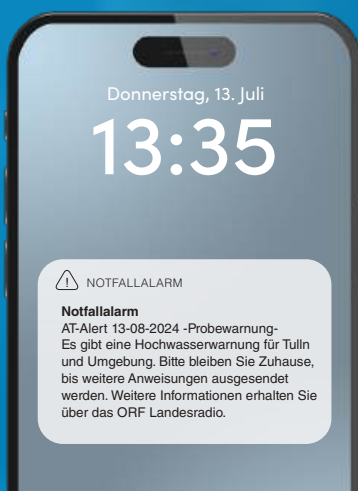 Donnerstag, 13. Juli
13:35
NOTFALLALARM
Notfallalarm
AT-Alert 13-08-2024 -Probewarnung-
Es gibt eine Hochwasserwarnung für Tulln
und Umgebung. Bitte bleiben Sie Zuhause,
bis weitere Anweisungen ausgesendet
werden. Weitere Informationen erhalten Sie
über das ORF Landesradio.